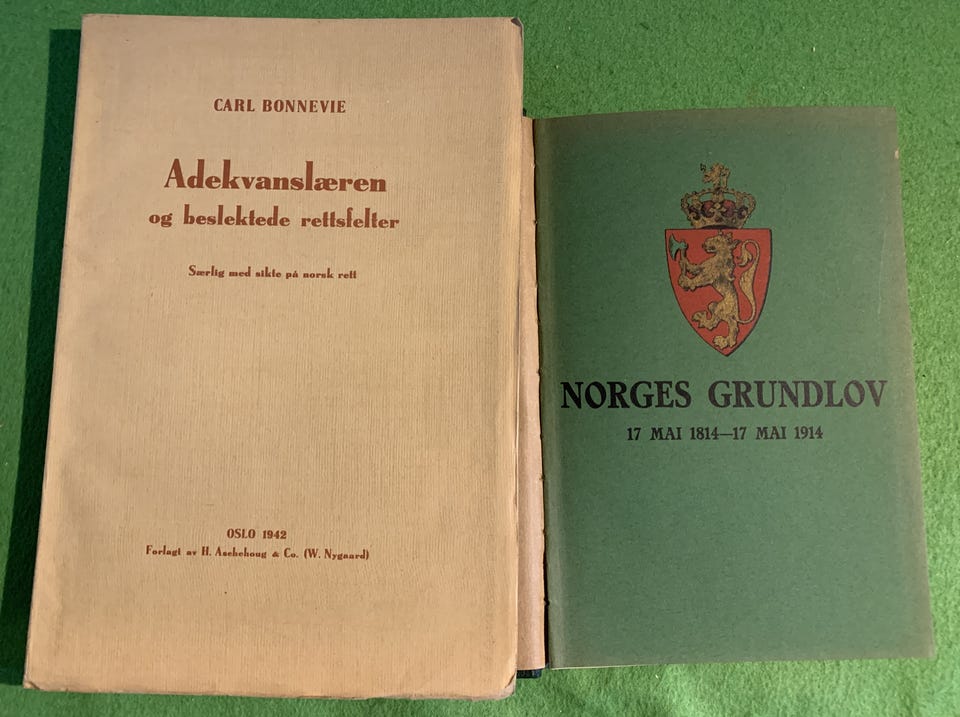 CARL BONNEVIE
Adekvanslæren
og beslektede rettsfelter
Særlig med sikte på norsk rett
OSLO 1942
Forlagt av H. Aschehoug & Co. (W. Nygaard)
NORGES GRUNDLOV
17 MAI 1814—17 MAI 1914